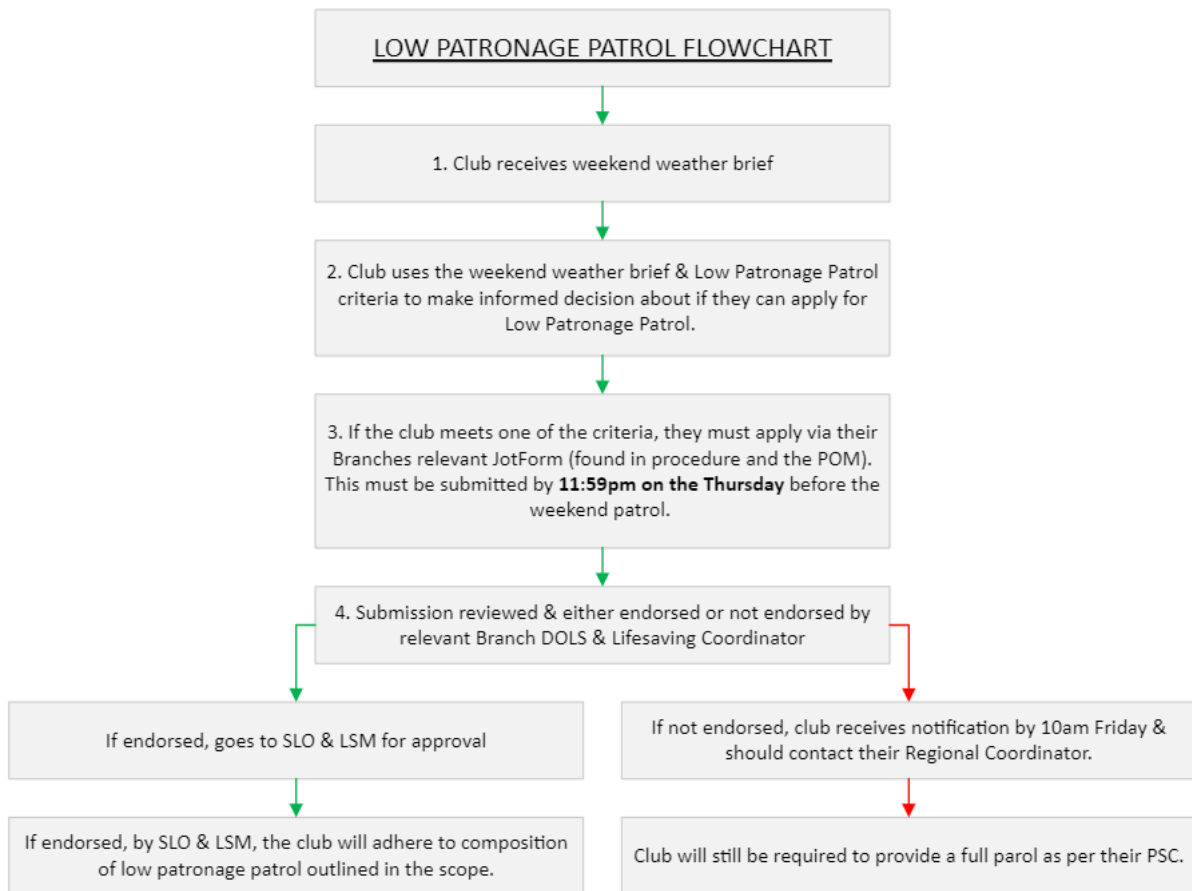 LOW PATRONAGE PATROL FLOWCHART
1. Club receives weekend weather brief
2. Club uses the weekend weather brief & Low Patronage Patrol
criteria to make informed decision about if they can apply for
Low Patronage Patrol.
3. If the club meets one of the criteria, they must apply via their
Branches relevant JotForm (found in procedure and the POM).
This must be submitted by 11:59pm on the Thursday before the
weekend patrol.
4. Submission reviewed & either endorsed or not endorsed by
relevant Branch DOLS & Lifesaving Coordinator
If endorsed, goes to SLO & LSM for approval
If endorsed, by SLO & LSM, the club will adhere to composition
of low patronage patrol outlined in the scope.
If not endorsed, club receives notification by 10am Friday &
should contact their Regional Coordinator.
Club will still be required to provide a full parol as per their PSC.